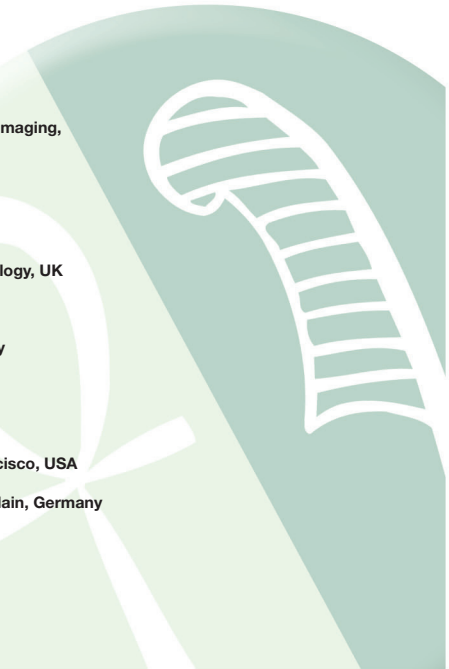 maging,
logy, UK
y
cisco, USA
lain, Germany